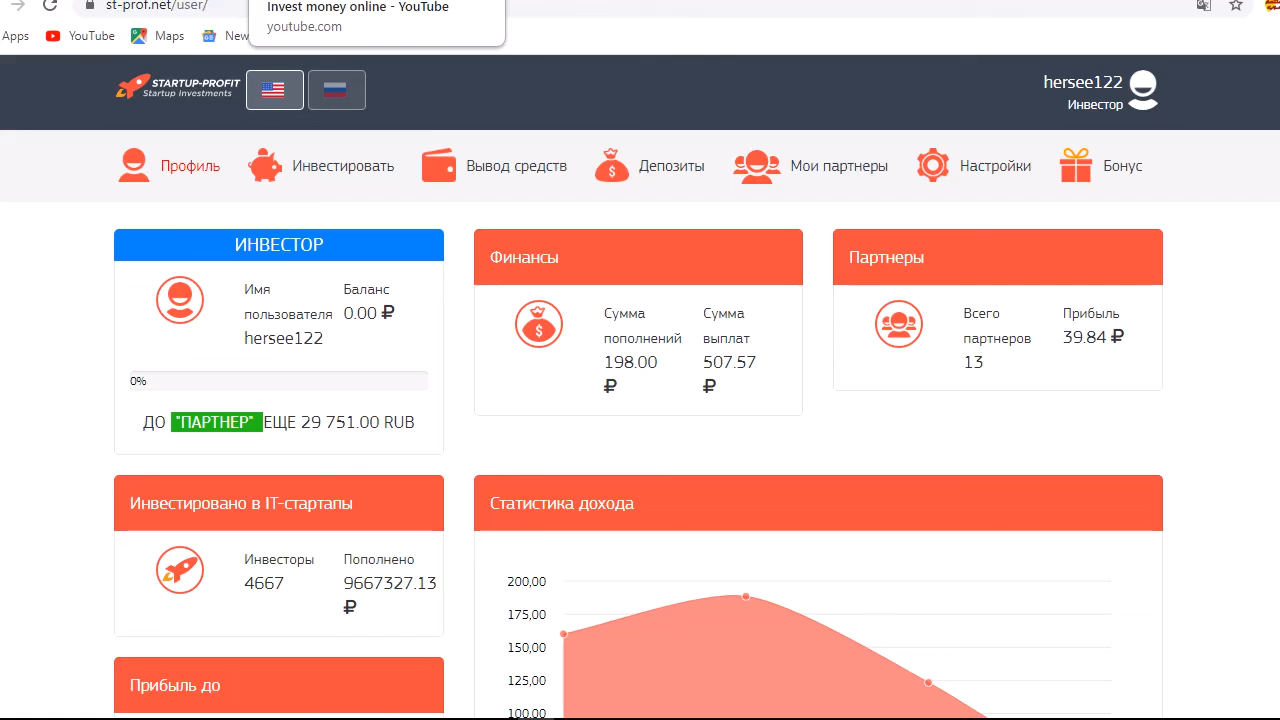 st-prof.net/user/
Invest money online - YouTube
youtube.com
Apps
YouTube
Maps
New
STARTUP-PROFIT
Startup Investments
hersee122
Инвестор
Профиль
Инвестировать
Вывод средств
Депозиты
Мои партнеры
Настройки
Бонус
ИНВЕСТОР
Имя
пользователя
hersee122
Баланс
0.00 ₽
0%
ДО "ПАРТНЕР" ЕЩЕ 29 751.00 RUB
Финансы
Сумма
пополнений
198.00
₽
Сумма
выплат
507.57
₽
Партнеры
Всего
партнеров
13
Прибыль
39.84 ₽
Инвестировано в IT-стартапы
Инвесторы
4667
Пополнено
9667327.13
₽
Статистика дохода
200,00
175,00
150,00
125,00
100,00
Прибыль до